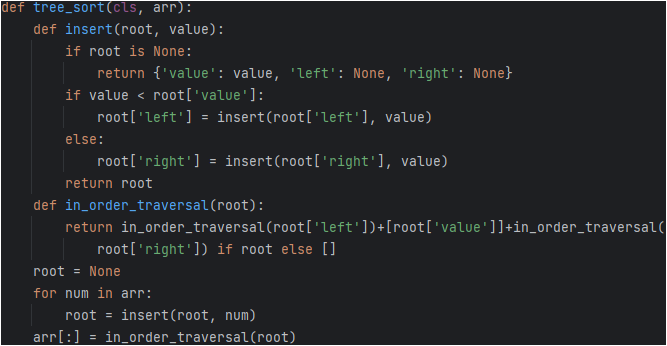 def tree_sort(cls, arr):
    def insert(root, value):
        if root is None:
            return {'value': value, 'left': None, 'right': None}
        if value < root['value']:
            root['left'] = insert(root['left'], value)
        else:
            root['right'] = insert(root['right'], value)
        return root
    def in_order_traversal(root):
        return in_order_traversal(root['left'])+[root['value']]+in_order_traversal(
            root['right']) if root else []
    root = None
    for num in arr:
        root = insert(root, num)
    arr[:] = in_order_traversal(root)